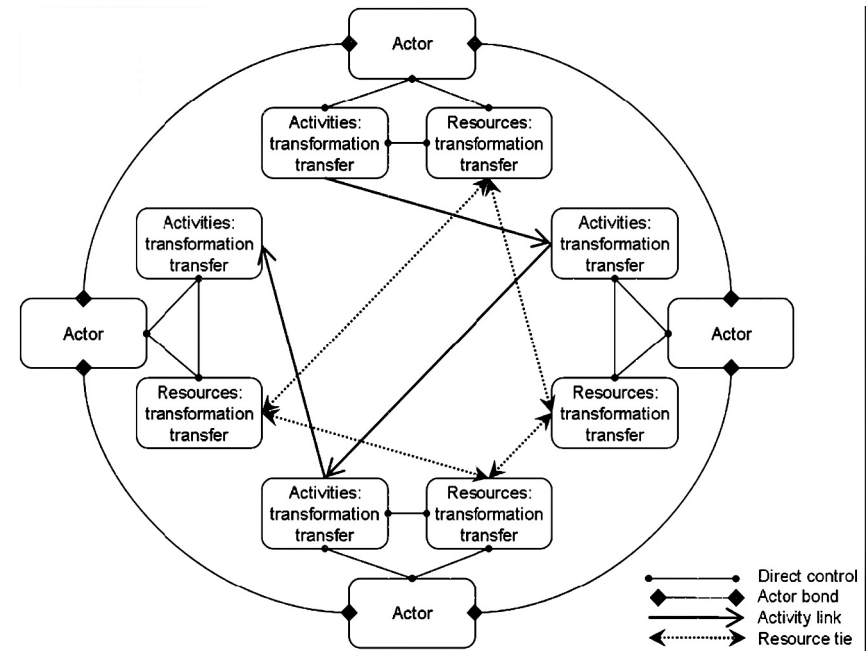 Actor
Activities:
transformation
transfer
Resources:
transformation
transfer
Activities:
transformation
transfer
Activities:
transformation
transfer
Actor
Actor
Resources:
transformation
transfer
Resources:
transformation
transfer
Activities:
transformation
transfer
Resources:
transformation
transfer
Actor
Direct control
Actor bond
Activity link
Resource tie